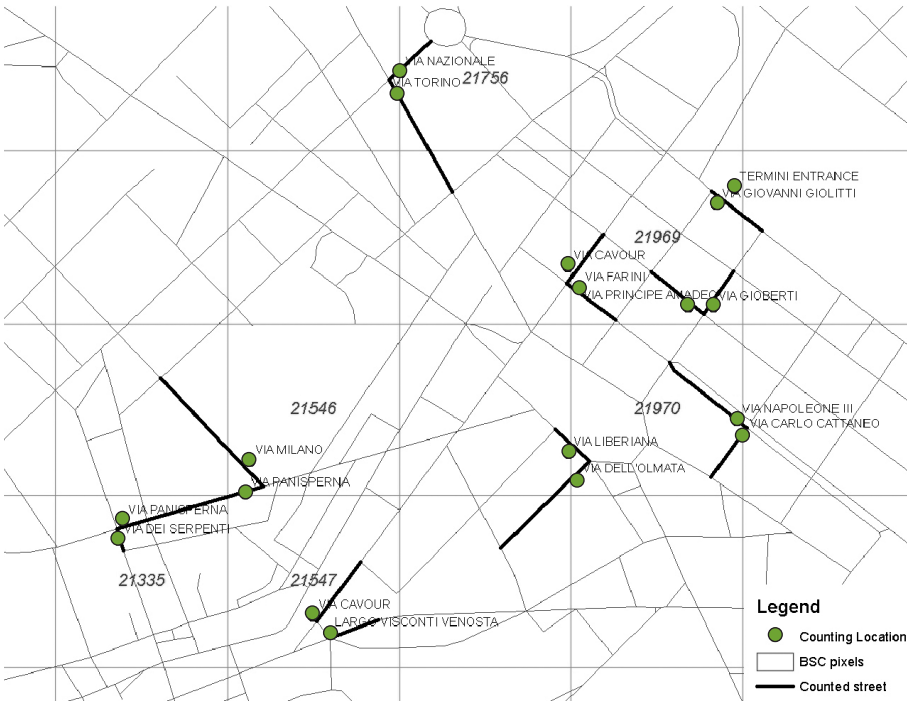 VIA NAZIONALE
VIA TORINO
21756
TERMINI ENTRANCE
VIA GIOVANNI GIOLITTI
21969
VIA CAVOUR
VIA FARINI
VIA PRINCIPE AMADEO
VIA GIOBERTI
21546
21970
VIA NAPOLEONE III
VIA CARLO CATTANEO
VIA MILANO
VIA LIBERIANA
VIA DELL'OLMATA
VIA PANISPERNA
VIA PANISPERNA
VIA DEI SERPENTI
21335
21547
VIA CAVOUR
LARGO VISCONTI VENOSTA
Legend
Counting Location
BSC pixels
Counted street